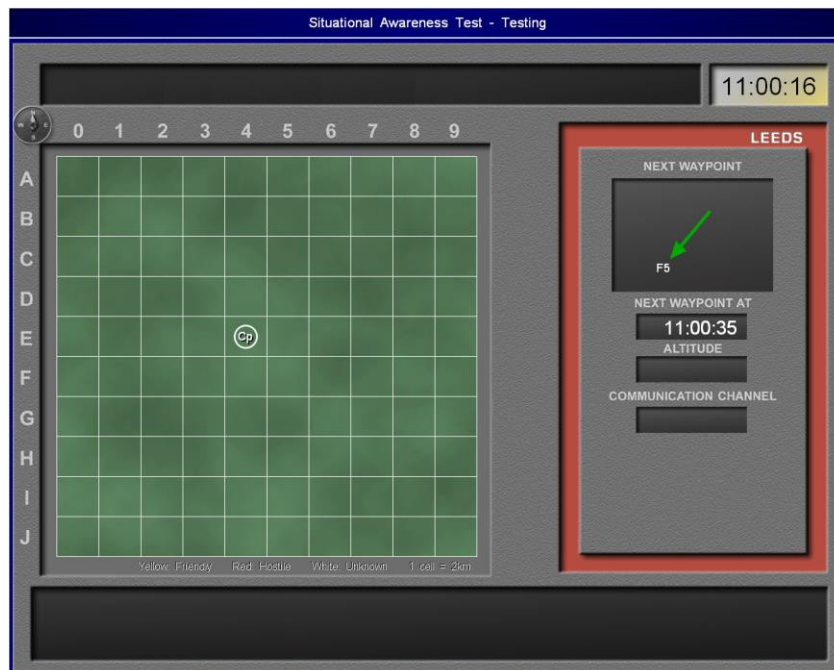 Situational Awareness Test - Testing
11:00:16
N
W E
S
0 1 2 3 4 5 6 7 8 9
LEEDS
NEXT WAYPOINT
A
B
C
D
E
F
G
H
I
J
Cp
F5
NEXT WAYPOINT AT
11:00:35
ALTITUDE
COMMUNICATION CHANNEL
Yellow: Friendly Red: Hostile White: Unknown 1 cell = 2km